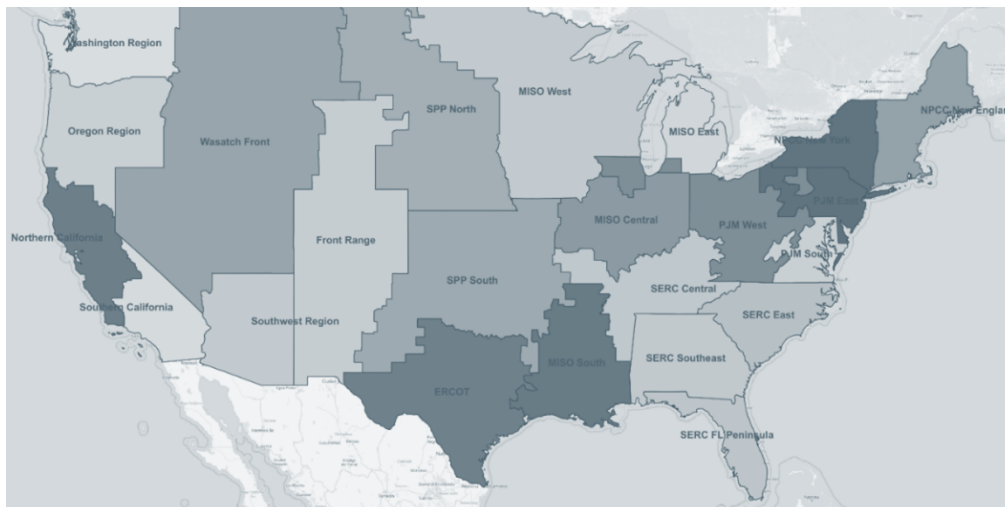 Washington Region
Oregon Region
Wasatch Front
SPP North
MISO West
MISO East
NPCC New York
NPCC New England
Northern California
Front Range
MISO Central
PJM West
PJM East
PJM South
Southern California
Southwest Region
SPP South
SERC Central
SERC East
ERCOT
MISO South
SERC Southeast
SERC FL Peninsula